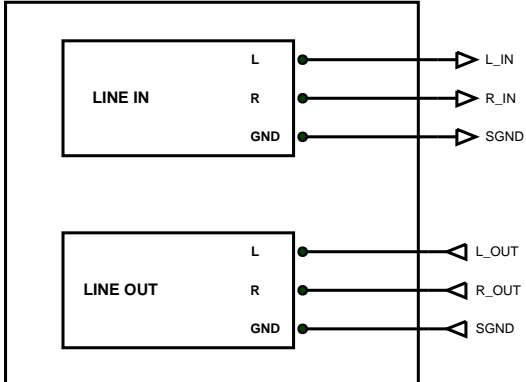 L L_IN
LINE IN R R_IN
GND SGND
L L_OUT
LINE OUT R R_OUT
GND SGND